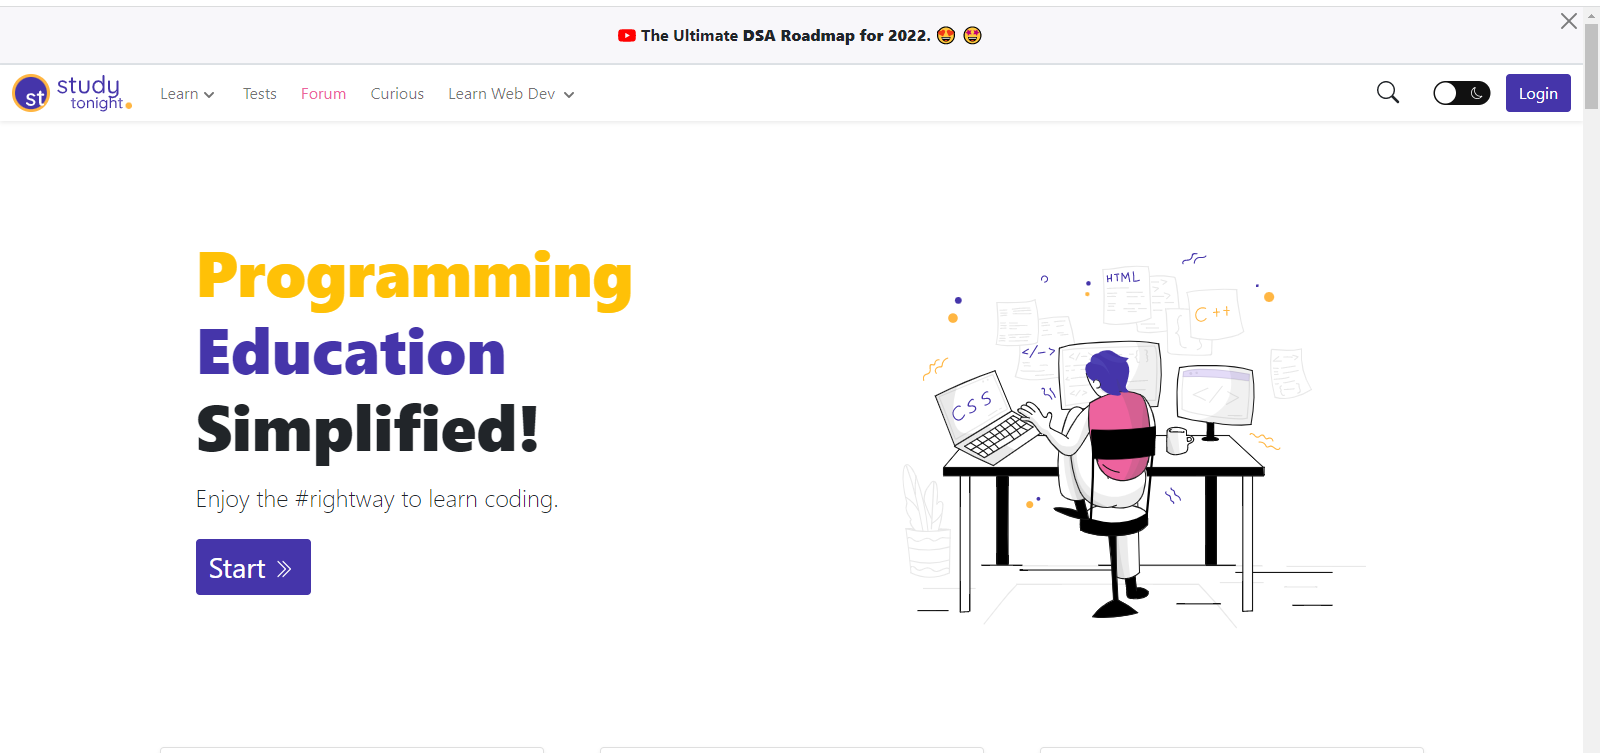 The Ultimate DSA Roadmap for 2022. 😍 🤩
st study tonight
Learn Tests Forum Curious Learn Web Dev Login
Programming
Education
Simplified!
Enjoy the #rightway to learn coding.
Start
HTML
C++
</->
CSS
</>